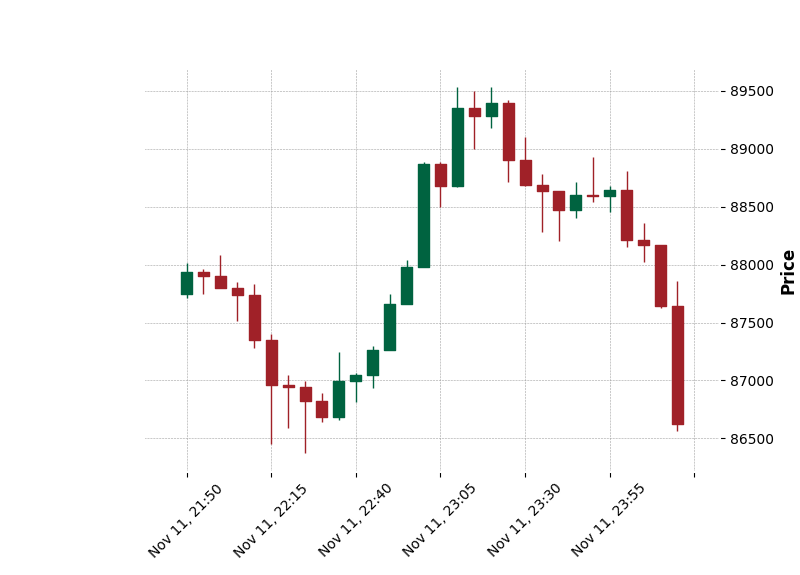 89500
89000
88500
88000
87500
87000
86500
Price
Nov 11, 21:50
Nov 11, 22:15
Nov 11, 22:40
Nov 11, 23:05
Nov 11, 23:30
Nov 11, 23:55